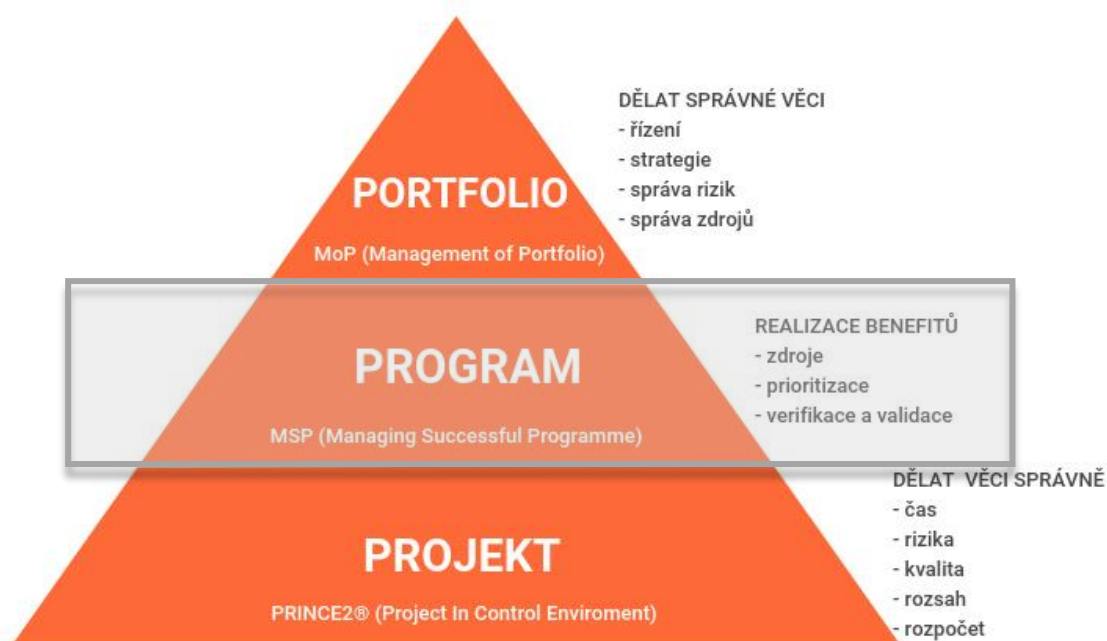 DĚLAT SPRÁVNÉ VĚCI
- řízení
- strategie
- správa rizik
- správa zdrojů
PORTFOLIO
MoP (Management of Portfolio)
REALIZACE BENEFITŮ
- zdroje
- prioritizace
- verifikace a validace
PROGRAM
MSP (Managing Successful Programme)
DĚLAT VĚCI SPRÁVNĚ
- čas
- rizika
- kvalita
- rozsah
- rozpočet
PROJEKT
PRINCE2® (Project In Control Enviroment)